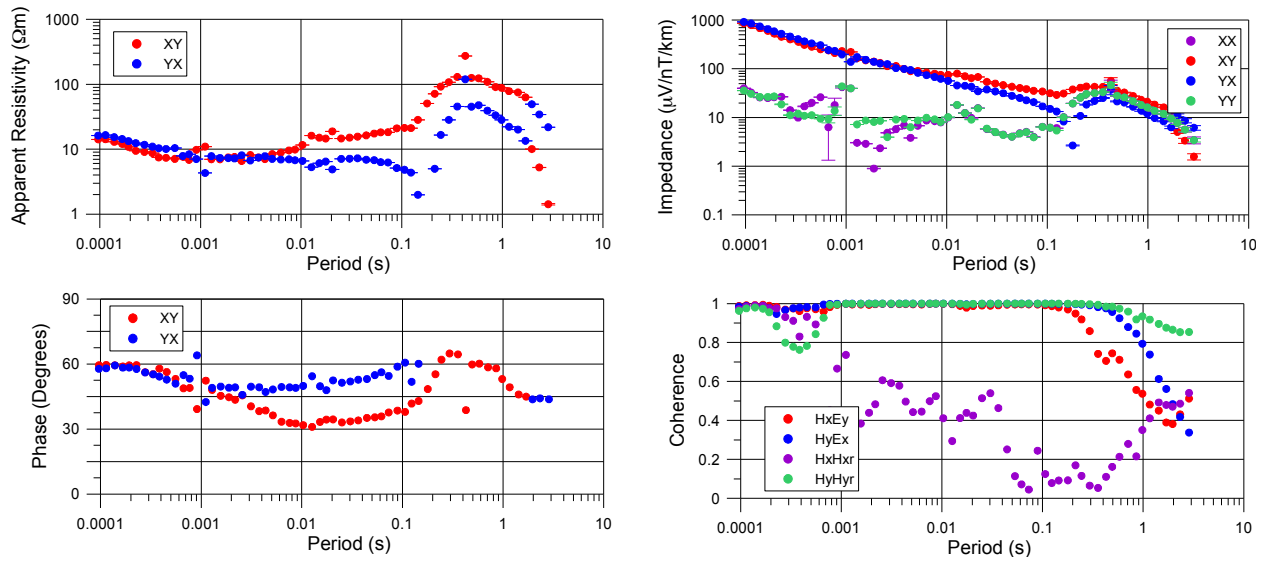 Apparent Resistivity (Ωm)
1000
100
10
1
XY
YX
0.0001 0.001 0.01 0.1 1 10
Period (s)
Impedance (µV/nT/km)
1000
100
10
1
0.1
XX
XY
YX
YY
0.0001 0.001 0.01 0.1 1 10
Period (s)
Phase (Degrees)
90
60
30
0
XY
YX
0.0001 0.001 0.01 0.1 1 10
Period (s)
Coherence
1
0.8
0.6
0.4
0.2
0
HxEy
HyEx
HxHxr
HyHyr
0.0001 0.001 0.01 0.1 1 10
Period (s)